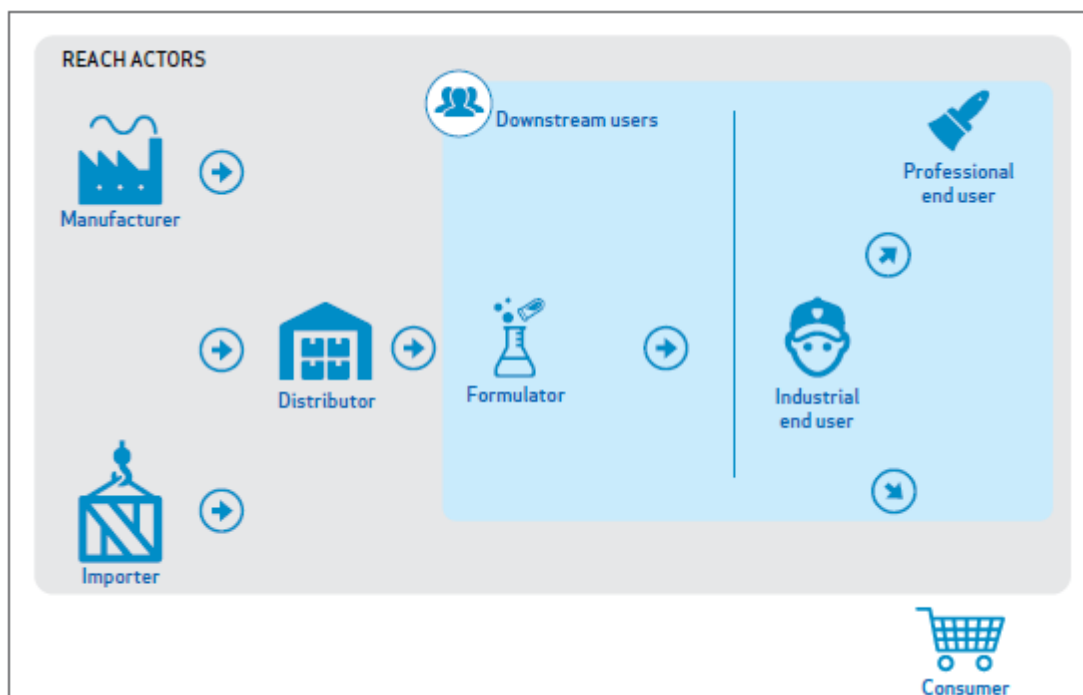 REACH ACTORS
Downstream users
Manufacturer
Professional
end user
Distributor
Formulator
Industrial
end user
Importer
Consumer